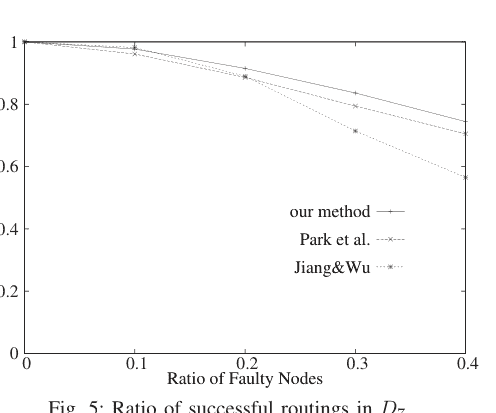 1
0.8
0.6
0.4
0.2
0
our method
Park et al.
Jiang&Wu
0 0.1 0.2 0.3 0.4
Ratio of Faulty Nodes
Fig. 5: Ratio of successful routings in D7